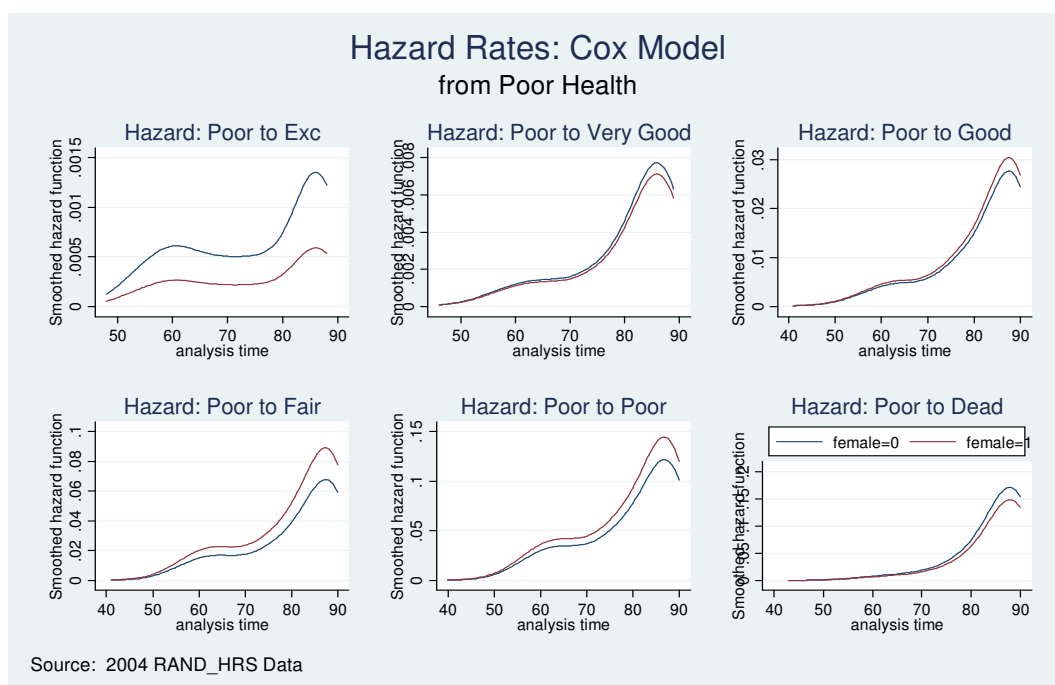 Hazard Rates: Cox Model
from Poor Health
Hazard: Poor to Exc
Smoothed hazard function
0 .0005 .001 .0015
50 60 70 80 90
analysis time
Hazard: Poor to Very Good
Smoothed hazard function
0 .002 .004 .006 .008
50 60 70 80 90
analysis time
Hazard: Poor to Good
Smoothed hazard function
0 .01 .02 .03
40 50 60 70 80 90
analysis time
Hazard: Poor to Fair
Smoothed hazard function
0 .02 .04 .06 .08 .1
40 50 60 70 80 90
analysis time
Hazard: Poor to Poor
Smoothed hazard function
0 .05 .1 .15
40 50 60 70 80 90
analysis time
Hazard: Poor to Dead
female=0 female=1
Smoothed hazard function
0 .05 .1 .15 .2
40 50 60 70 80 90
analysis time
Source: 2004 RAND_HRS Data